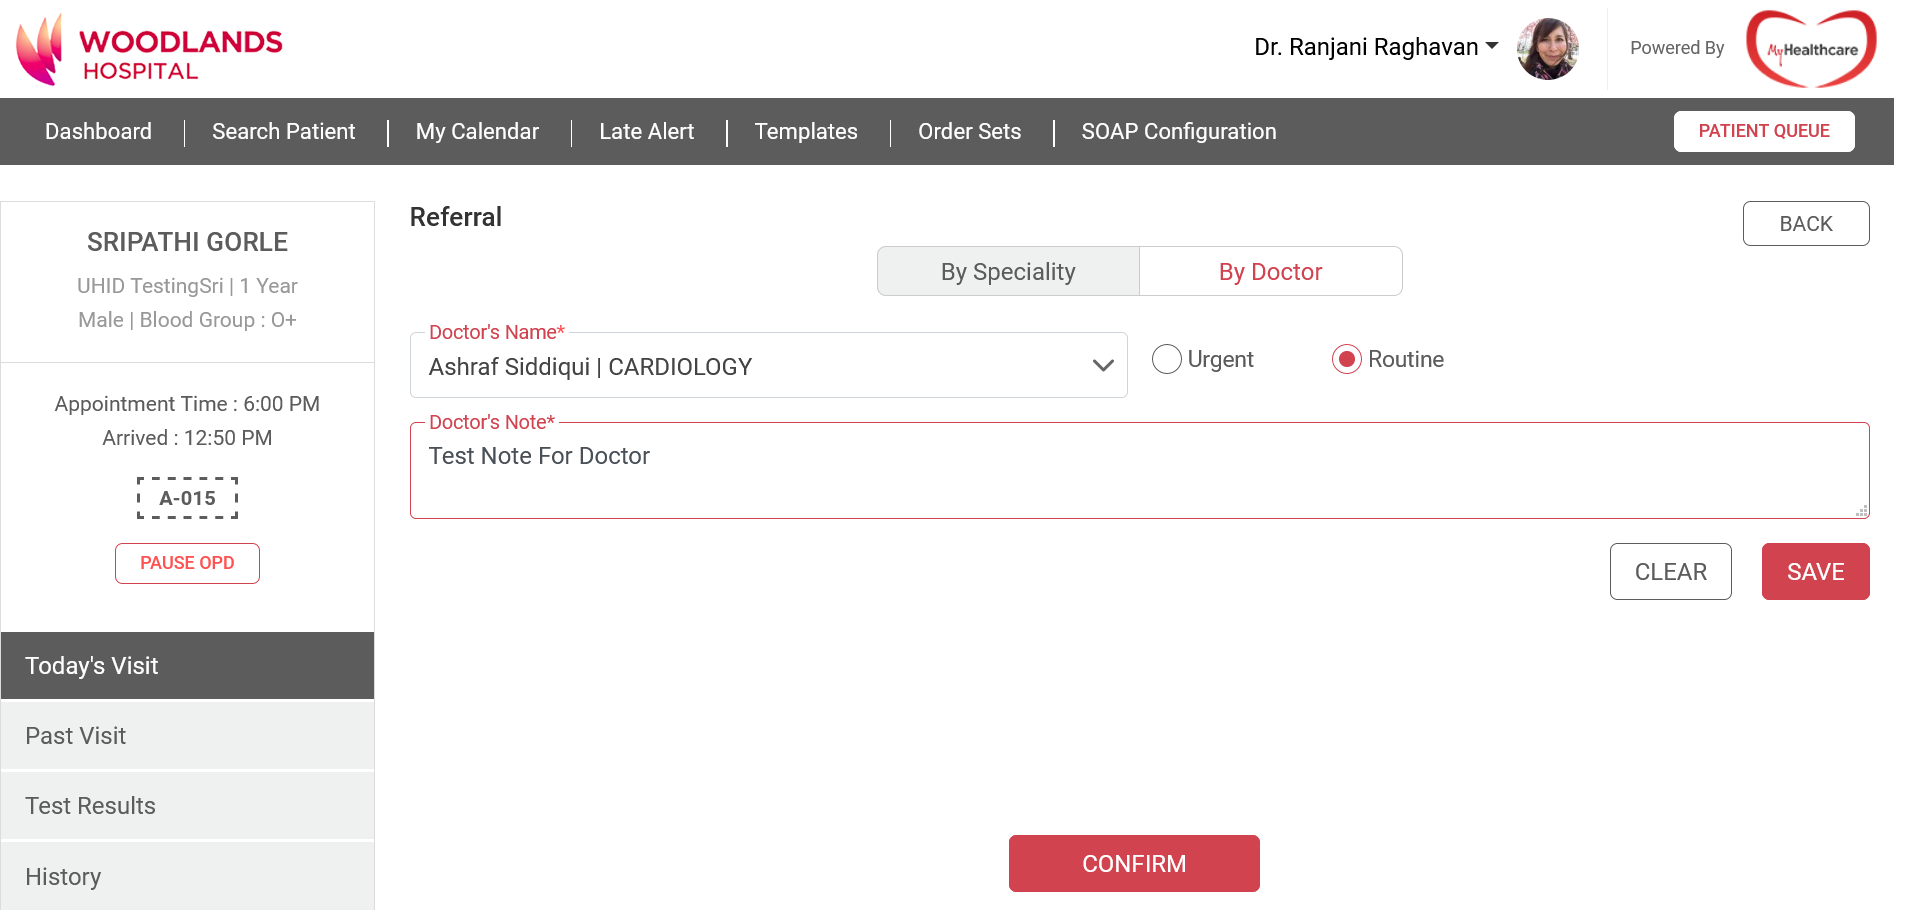 WOODLANDS
HOSPITAL
Dr. Ranjani Raghavan
Powered By
MyHealthcare
Dashboard
Search Patient
My Calendar
Late Alert
Templates
Order Sets
SOAP Configuration
PATIENT QUEUE
SRIPATHI GORLE
UHID TestingSri | 1 Year
Male | Blood Group : O+
Appointment Time : 6:00 PM
Arrived : 12:50 PM
A-015
PAUSE OPD
Today's Visit
Past Visit
Test Results
History
Referral
BACK
By Speciality
By Doctor
Doctor's Name*
Ashraf Siddiqui | CARDIOLOGY
Urgent
Routine
Doctor's Note*
Test Note For Doctor
CLEAR
SAVE
CONFIRM